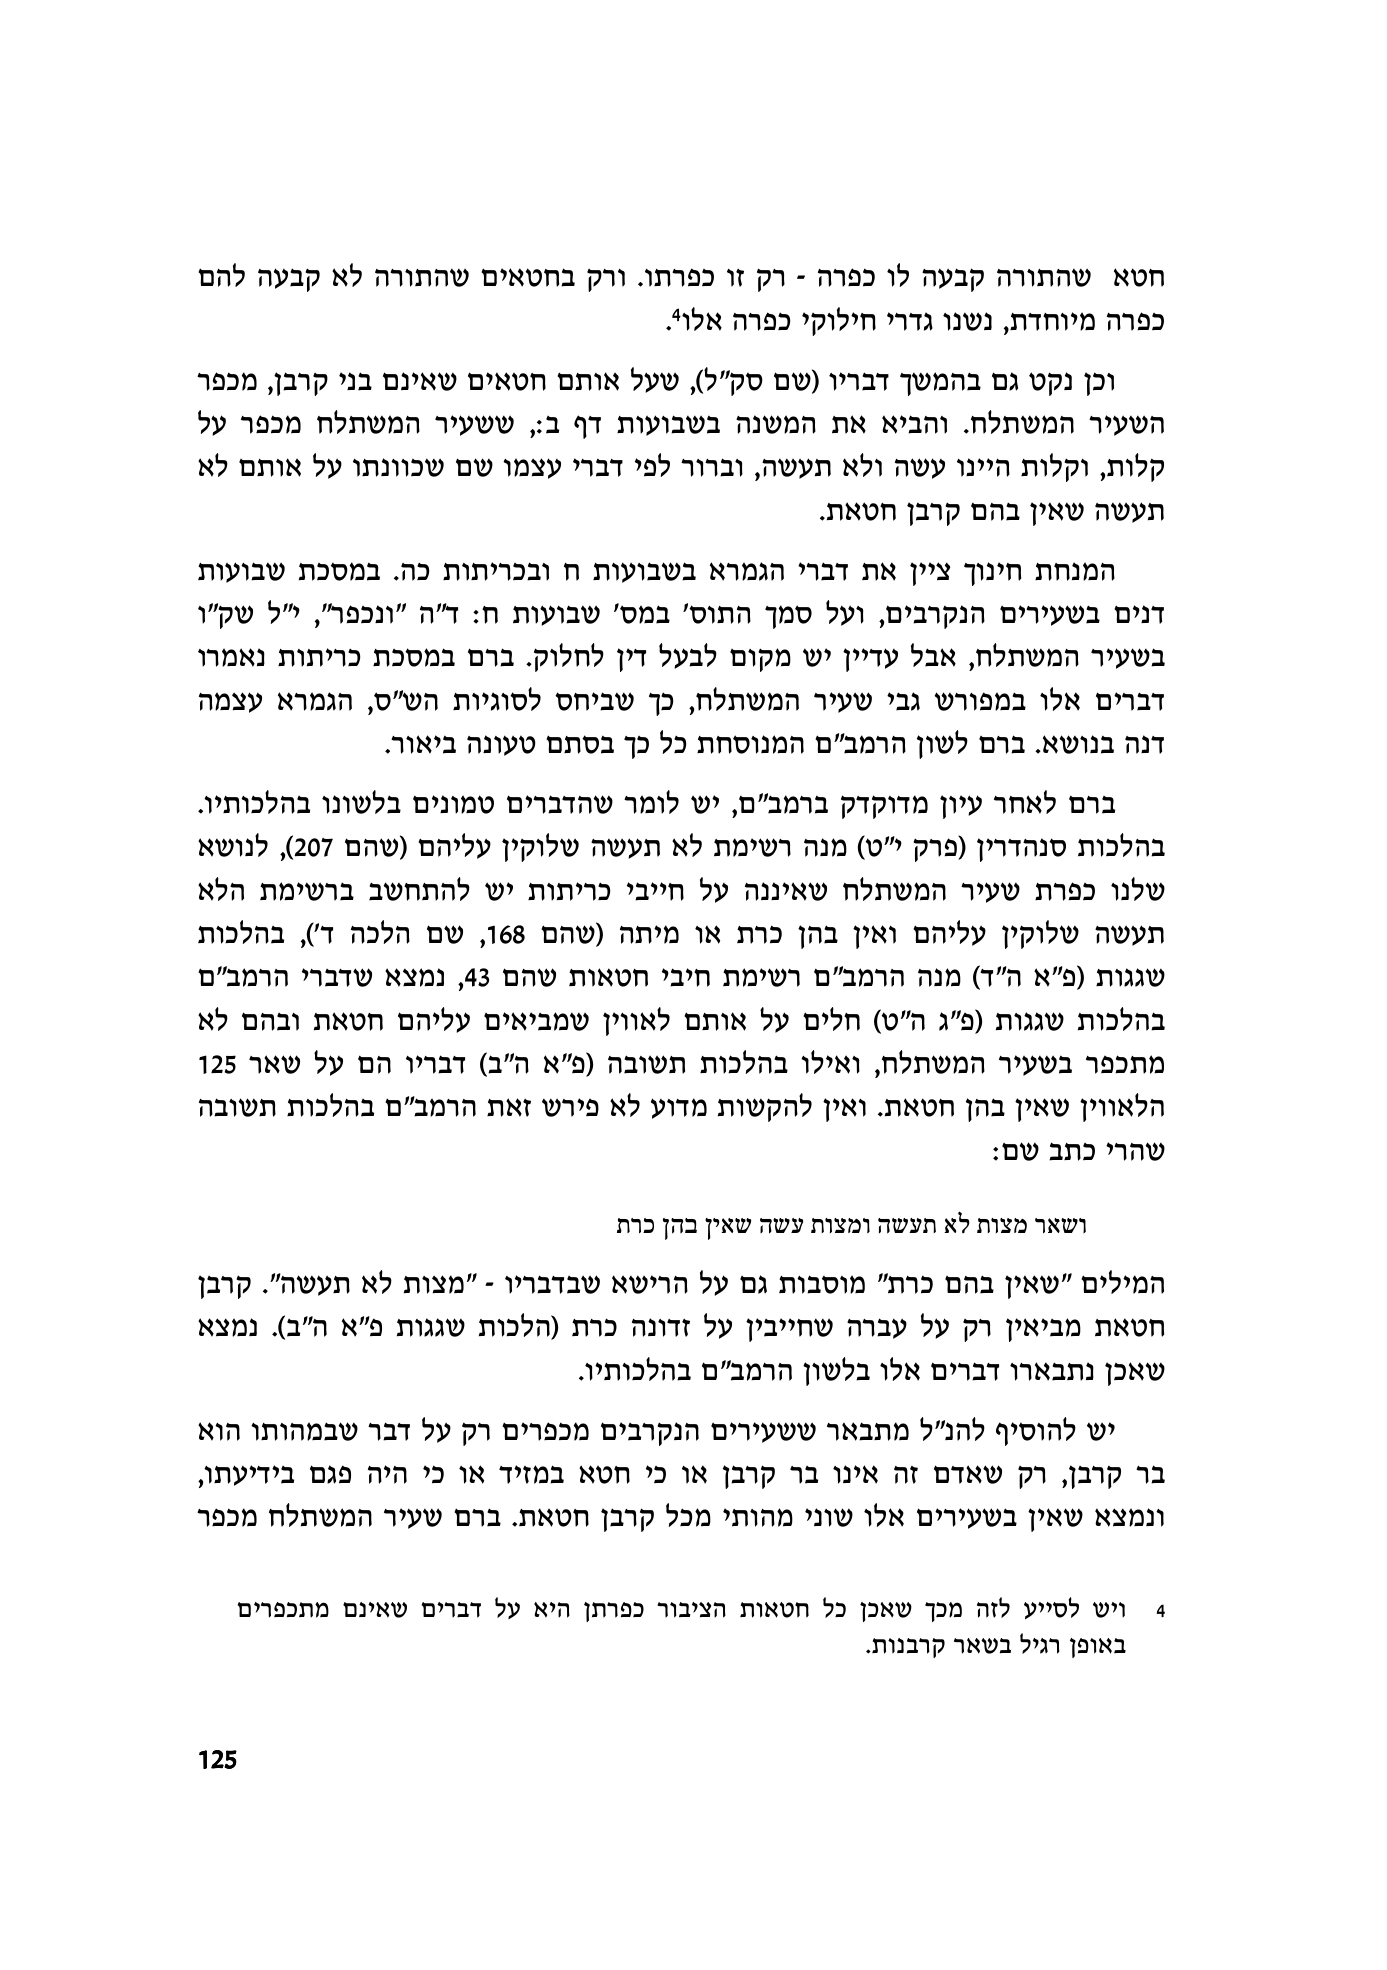 חטא שהתורה קבעה לו כפרה - רק זו כפרתו. ורק בחטאים שהתורה לא קבעה להם
כפרה מיוחדת, נשנו גדרי חילוקי כפרה אלו4.
וכן נקט גם בהמשך דבריו (שם סק"ל), שעל אותם חטאים שאינם בני קרבן, מכפר
השעיר המשתלח. והביא את המשנה בשבועות דף ב:, ששעיר המשתלח מכפר על
קלות, וקלות היינו עשה ולא תעשה, וברור לפי דברי עצמו שם שכוונתו על אותם לא
תעשה שאין בהם קרבן חטאת.
המנחת חינוך ציין את דברי הגמרא בשבועות ח ובכריתות כה. במסכת שבועות
דנים בשעירים הנקרבים, ועל סמך התוס' במס' שבועות ח: ד"ה "ונכפר", י"ל שק"ו
בשעיר המשתלח, אבל עדיין יש מקום לבעל דין לחלוק. ברם במסכת כריתות נאמרו
דברים אלו במפורש גבי שעיר המשתלח, כך שביחס לסוגיות הש"ס, הגמרא עצמה
דנה בנושא. ברם לשון הרמב"ם המנוסחת כל כך בסתם טעונה ביאור.
ברם לאחר עיון מדוקדק ברמב"ם, יש לומר שהדברים טמונים בלשונו בהלכותיו.
בהלכות סנהדרין (פרק י"ט) מנה רשימת לא תעשה שלוקין עליהם (שהם 207), לנושא
שלנו כפרת שעיר המשתלח שאיננה על חייבי כריתות יש להתחשב ברשימת הלא
תעשה שלוקין עליהם ואין בהן כרת או מיתה (שהם 168, שם הלכה ד'), בהלכות
שגגות (פ"א ה"ד) מנה הרמב"ם רשימת חיבי חטאות שהם 43, נמצא שדברי הרמב"ם
בהלכות שגגות (פ"ג ה"ט) חלים על אותם לאווין שמביאים עליהם חטאת ובהם לא
מתכפר בשעיר המשתלח, ואילו בהלכות תשובה (פ"א ה"ב) דבריו הם על שאר 125
הלאווין שאין בהן חטאת. ואין להקשות מדוע לא פירש זאת הרמב"ם בהלכות תשובה
שהרי כתב שם:
ושאר מצות לא תעשה ומצות עשה שאין בהן כרת
המילים "שאין בהם כרת" מוסבות גם על הרישא שבדבריו - "מצות לא תעשה". קרבן
חטאת מביאין רק על עברה שחייבין על זדונה כרת (הלכות שגגות פ"א ה"ב). נמצא
שאכן נתבארו דברים אלו בלשון הרמב"ם בהלכותיו.
יש להוסיף להנ"ל מתבאר ששעירים הנקרבים מכפרים רק על דבר שבמהותו הוא
בר קרבן, רק שאדם זה אינו בר קרבן או כי חטא במזיד או כי היה פגם בידיעתו,
ונמצא שאין בשעירים אלו שוני מהותי מכל קרבן חטאת. ברם שעיר המשתלח מכפר
4 ויש לסייע לזה מכך שאכן כל חטאות הציבור כפרתן היא על דברים שאינם מתכפרים
באופן רגיל בשאר קרבנות.
125